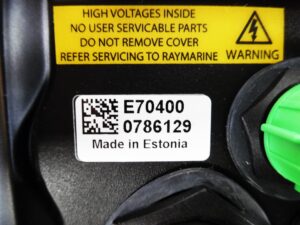 HIGH VOLTAGES INSIDE
NO USER SERVICABLE PARTS
DO NOT REMOVE COVER
REFER SERVICING TO RAYMARINE
WARNING
E70400
0786129
Made in Estonia